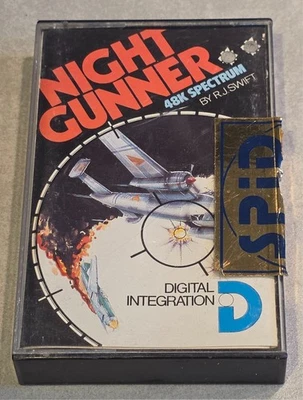 NIGHT
GUNNER
48K SPECTRUM
BY R.J.SWIFT
SPiD
DIGITAL
INTEGRATION